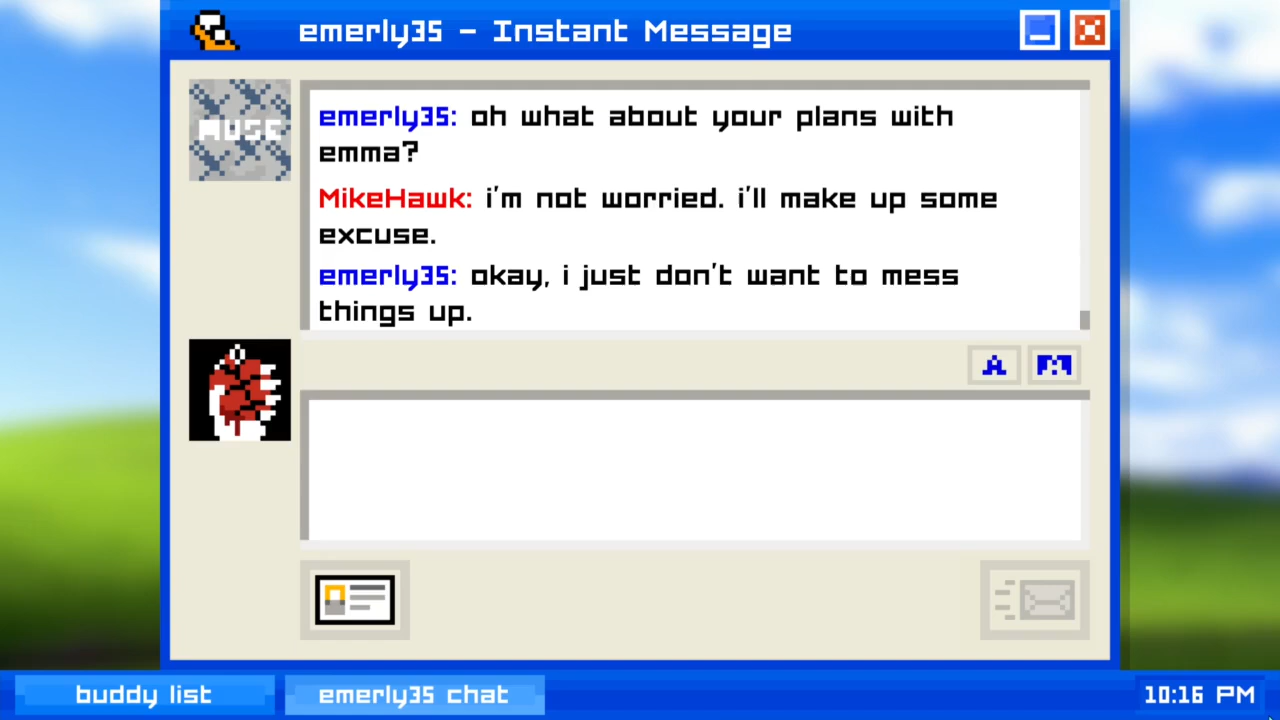 emerly35 - Instant Message
MUSE
emerly35: oh what about your plans with
emma?
MikeHawk: i'm not worried. i'll make up some
excuse.
emerly35: okay, i just don't want to mess
things up.
A
buddy list
emerly35 chat
10:16 PM